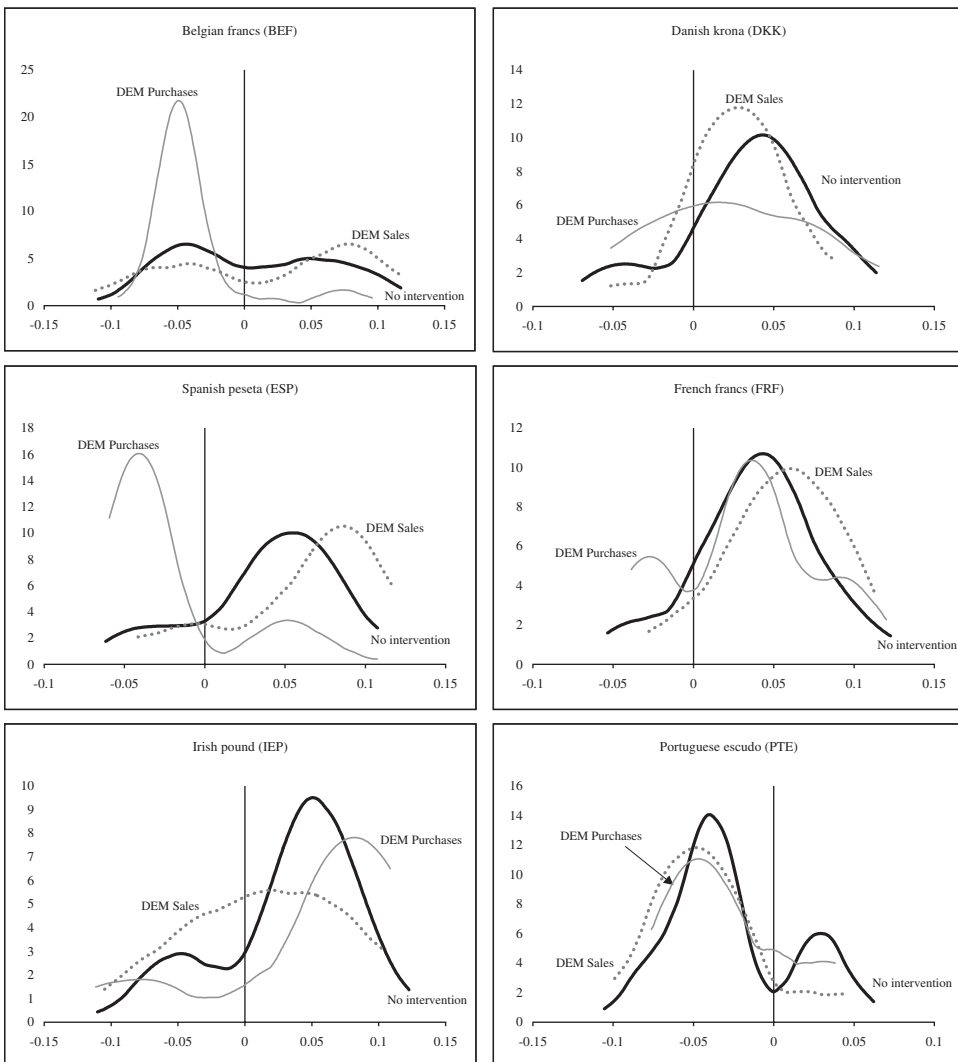 Belgian francs (BEF)
25
20
15
10
5
0
-0.15 -0.1 -0.05 0 0.05 0.1 0.15
DEM Purchases
DEM Sales
No intervention
Danish krona (DKK)
14
12
10
8
6
4
2
0
-0.1 -0.05 0 0.05 0.1 0.15
DEM Sales
No intervention
DEM Purchases
Spanish peseta (ESP)
18
16
14
12
10
8
6
4
2
0
-0.1 -0.05 0 0.05 0.1 0.15
DEM Purchases
DEM Sales
No intervention
French francs (FRF)
12
10
8
6
4
2
0
-0.1 -0.05 0 0.05 0.1 0.15
DEM Sales
DEM Purchases
No intervention
Irish pound (IEP)
10
9
8
7
6
5
4
3
2
1
0
-0.15 -0.1 -0.05 0 0.05 0.1 0.15
DEM Purchases
DEM Sales
No intervention
Portuguese escudo (PTE)
16
14
12
10
8
6
4
2
0
-0.15 -0.1 -0.05 0 0.05 0.1
DEM Purchases
DEM Sales
No intervention